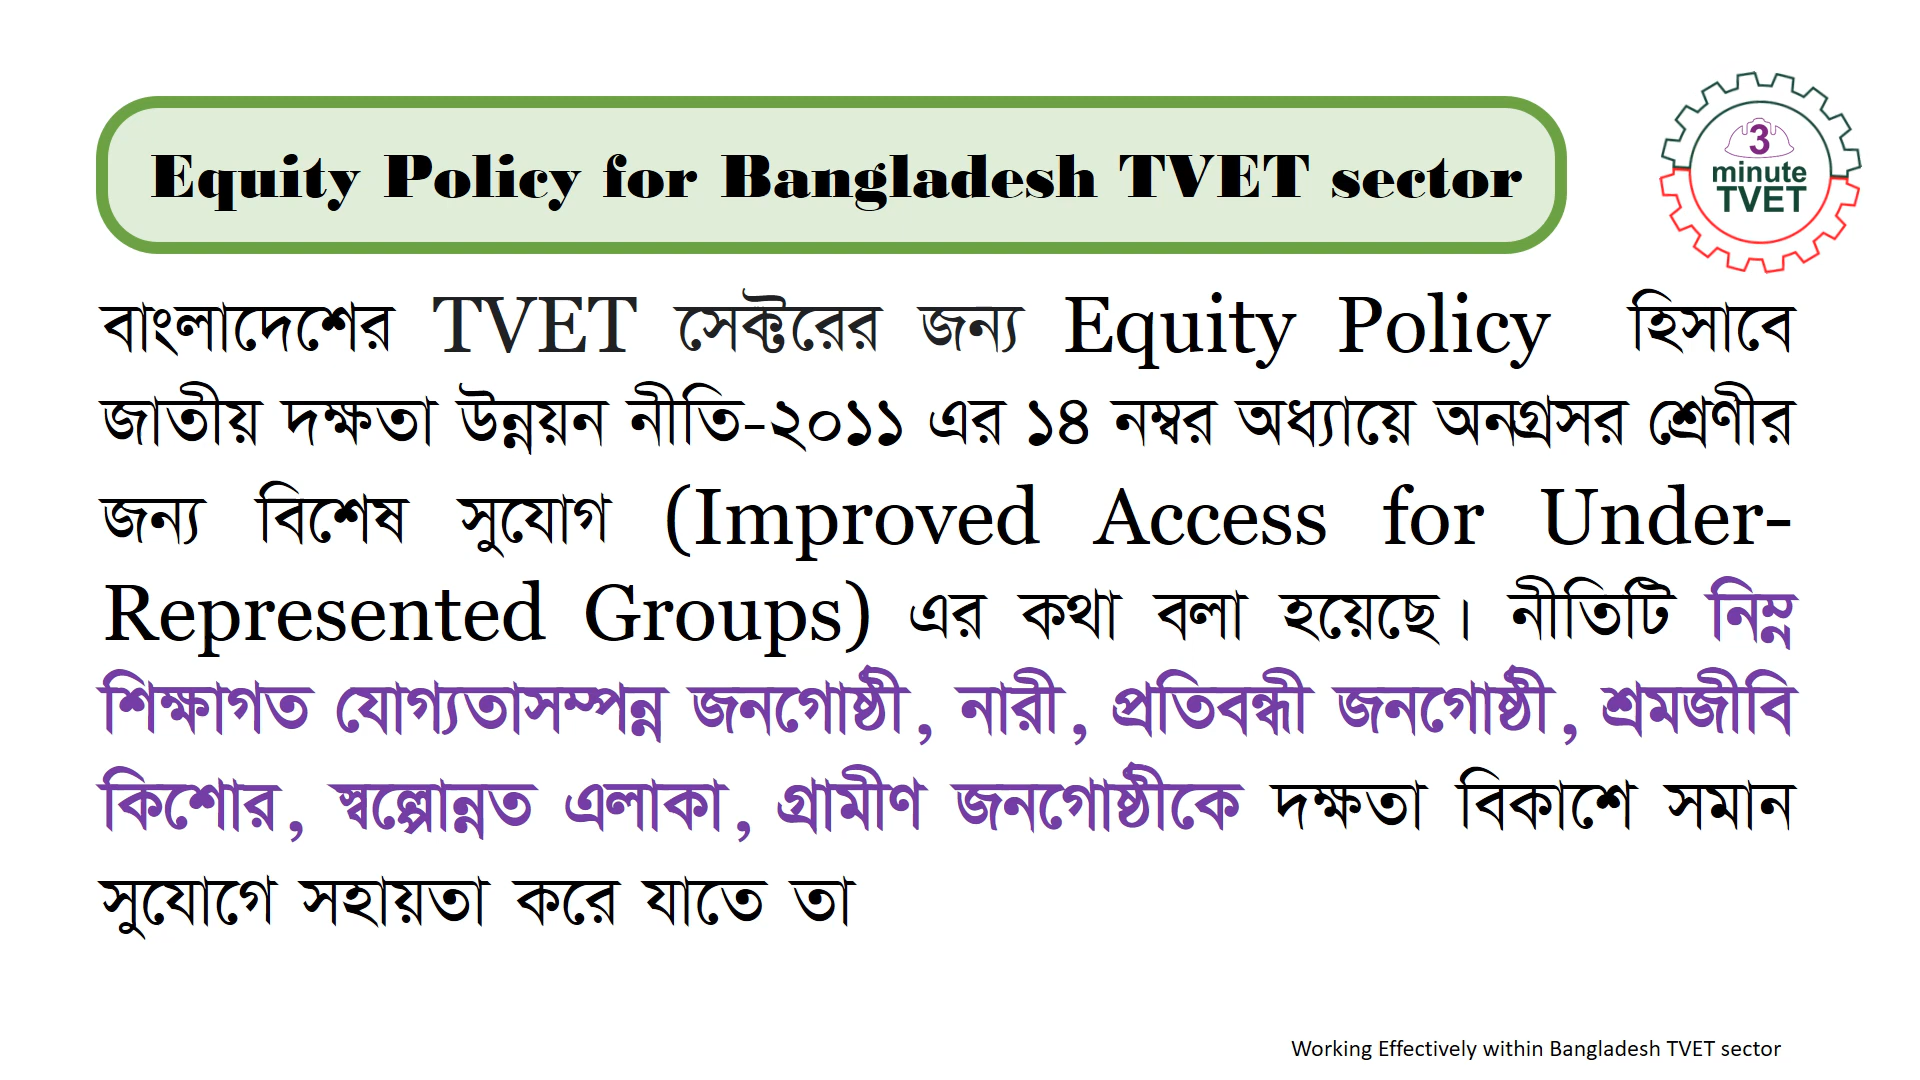 Equity Policy for Bangladesh TVET sector
3
minute
TVET
বাংলাদেশের TVET সেক্টরের জন্য Equity Policy হিসাবে
জাতীয় দক্ষতা উন্নয়ন নীতি-২০১১ এর ১৪ নম্বর অধ্যায়ে অনগ্রসর শ্রেণীর
জন্য বিশেষ সুযোগ (Improved Access for Under-
Represented Groups) এর কথা বলা হয়েছে। নীতিটি নিম্ন
শিক্ষাগত যোগ্যতাসম্পন্ন জনগোষ্ঠী, নারী, প্রতিবন্ধী জনগোষ্ঠী, শ্রমজীবি
কিশোর, স্বল্পোন্নত এলাকা, গ্রামীণ জনগোষ্ঠীকে দক্ষতা বিকাশে সমান
সুযোগে সহায়তা করে যাতে তা
Working Effectively within Bangladesh TVET sector